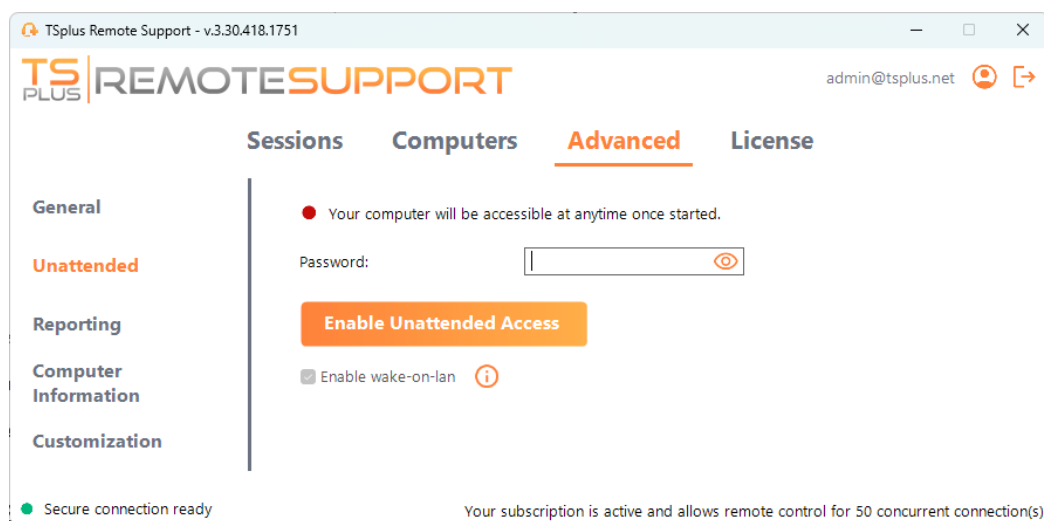 TSplus Remote Support - v.3.30.418.1751
TS PLUS REMOTESUPPORT
admin@tsplus.net
Sessions Computers Advanced License
General
Unattended
Reporting
Computer
Information
Customization
Your computer will be accessible at anytime once started.
Password:
Enable Unattended Access
Enable wake-on-lan
Secure connection ready
Your subscription is active and allows remote control for 50 concurrent connection(s)